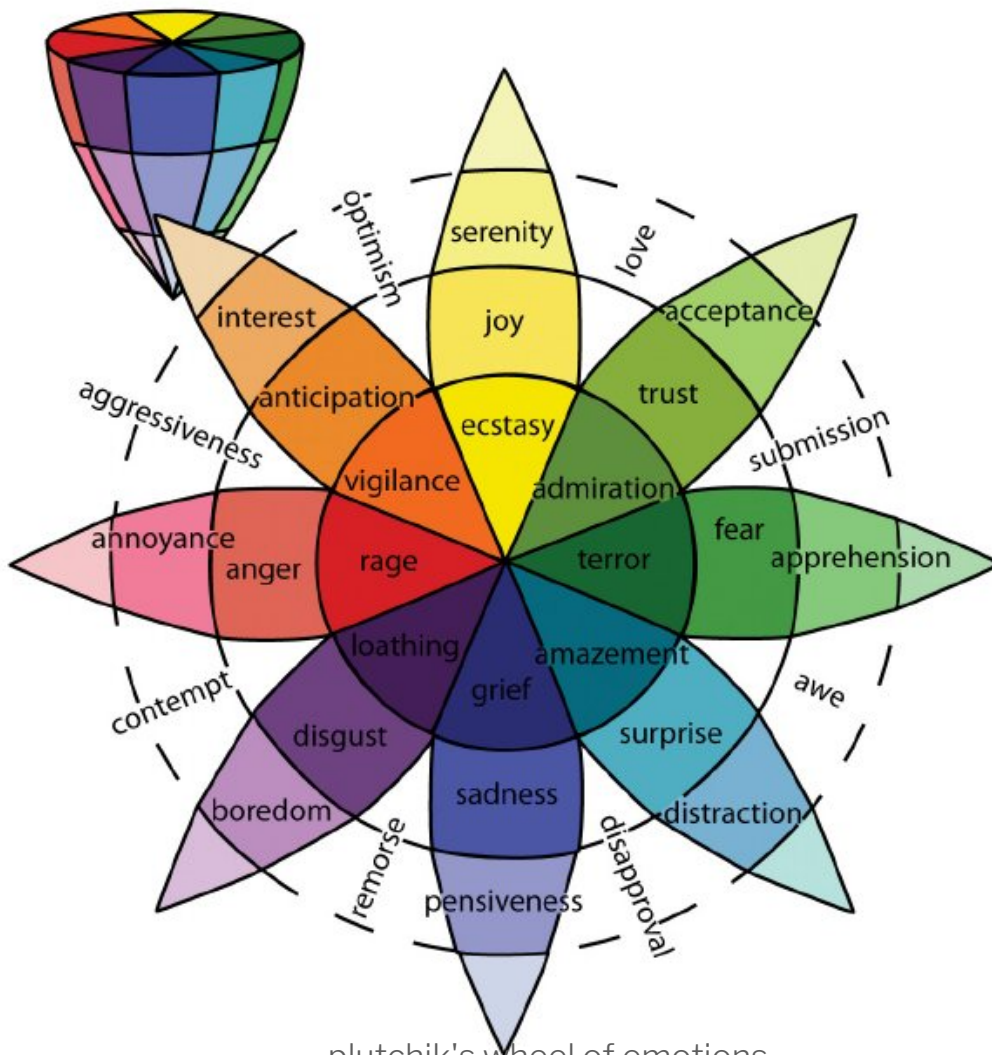 optimism
serenity
love
interest
joy
acceptance
anticipation
trust
aggressiveness
ecstasy
submission
vigilance
admiration
annoyance
anger
rage
terror
fear
apprehension
loathing
amazement
grief
contempt
awe
disgust
surprise
boredom
sadness
distraction
remorse
disapproval
pensiveness
plutchik's wheel of emotions